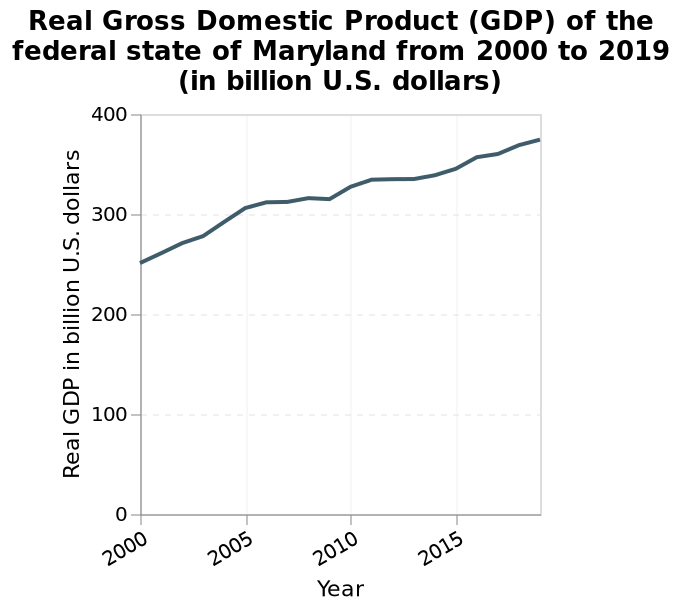 Real Gross Domestic Product (GDP) of the
federal state of Maryland from 2000 to 2019
(in billion U.S. dollars)
400
300
200
100
0
Real GDP in billion U.S. dollars
2000
2005
2010
2015
Year